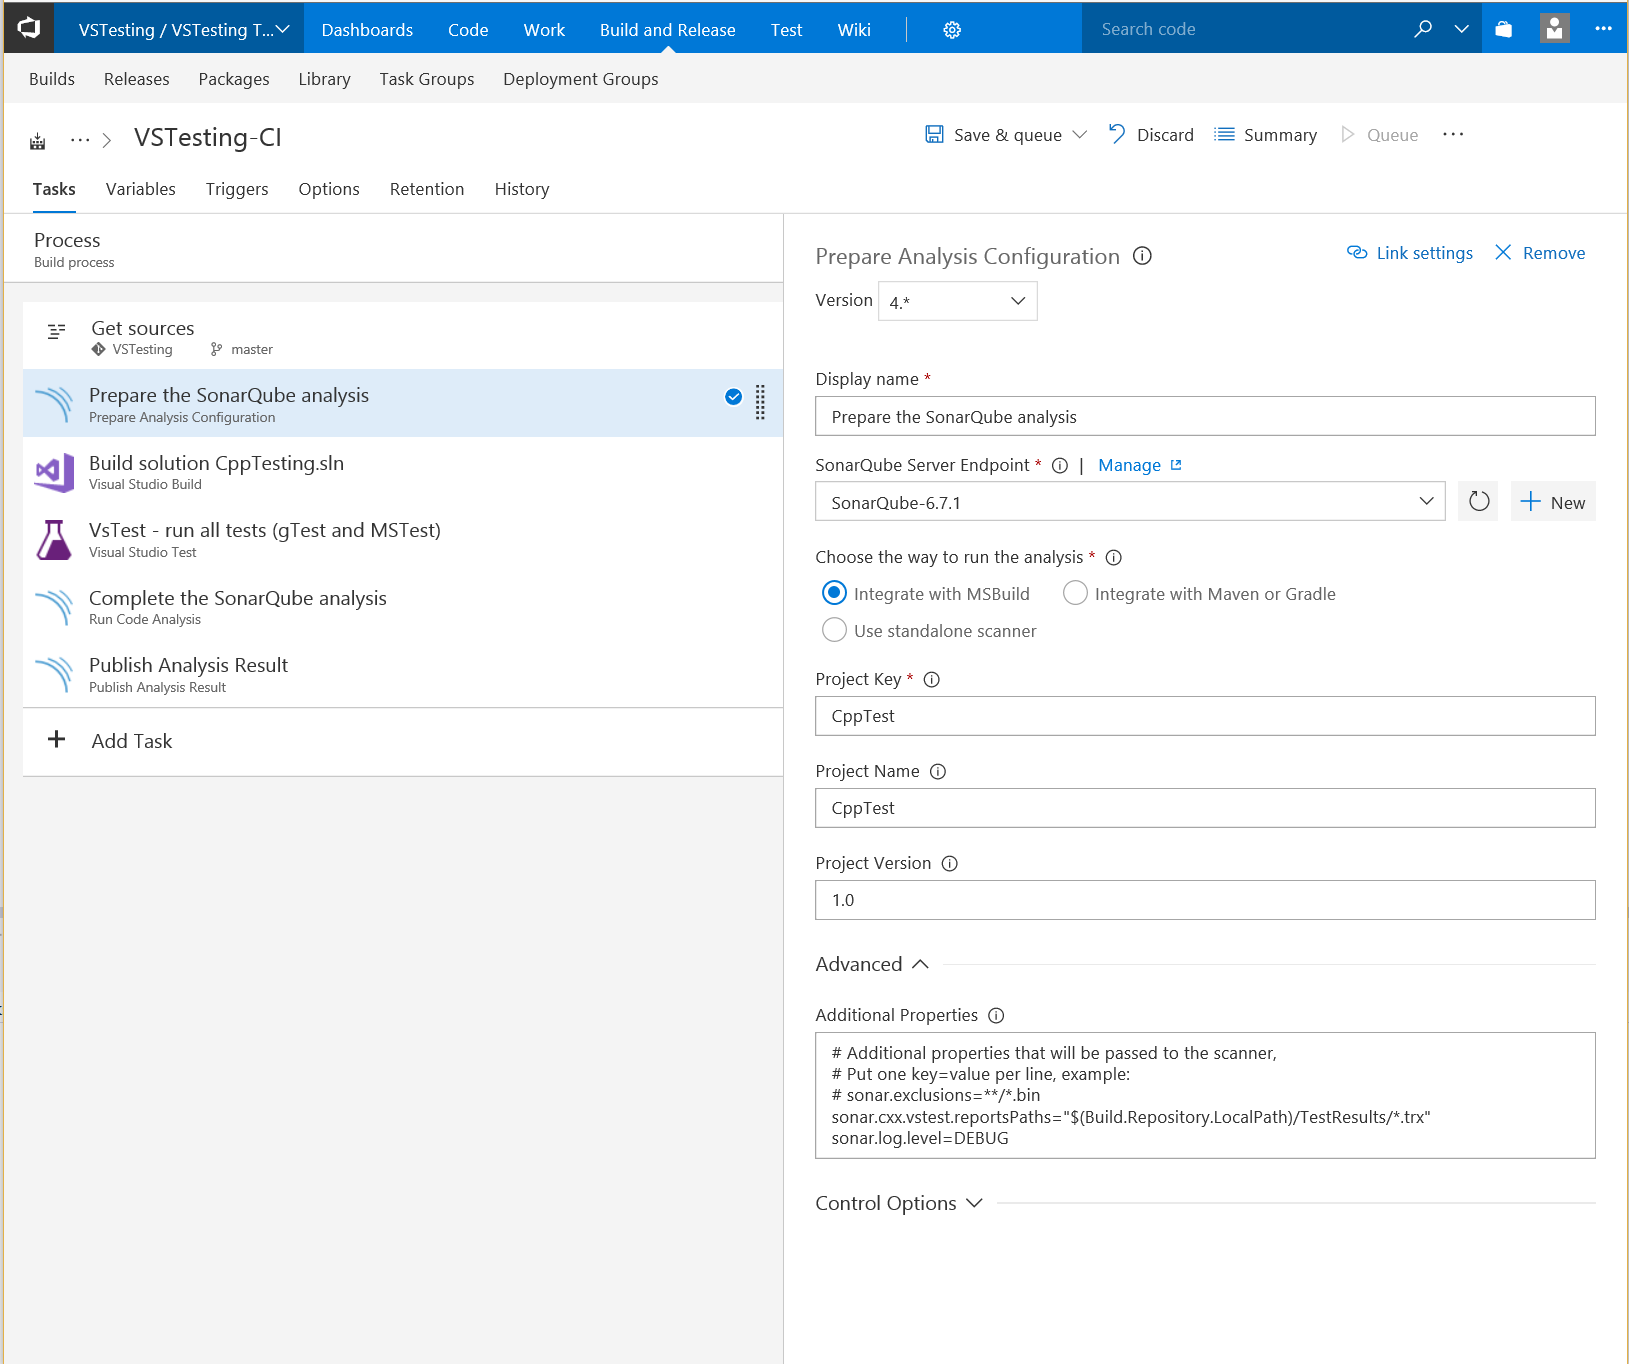 VSTesting / VSTesting T...
Dashboards Code Work Build and Release Test Wiki
Search code
Builds Releases Packages Library Task Groups Deployment Groups
VSTesting-CI
Save & queue Discard Summary Queue
Tasks Variables Triggers Options Retention History
Process
Build process
Get sources
VSTesting master
Prepare the SonarQube analysis
Prepare Analysis Configuration
Build solution CppTesting.sln
Visual Studio Build
VsTest - run all tests (gTest and MSTest)
Visual Studio Test
Complete the SonarQube analysis
Run Code Analysis
Publish Analysis Result
Publish Analysis Result
Add Task
Prepare Analysis Configuration
Link settings Remove
Version 4.*
Display name *
Prepare the SonarQube analysis
SonarQube Server Endpoint * | Manage
SonarQube-6.7.1
New
Choose the way to run the analysis *
Integrate with MSBuild Integrate with Maven or Gradle
Use standalone scanner
Project Key *
CppTest
Project Name
CppTest
Project Version
1.0
Advanced
Additional Properties
# Additional properties that will be passed to the scanner,
# Put one key=value per line, example:
# sonar.exclusions=**/*.bin
sonar.cxx.vstest.reportsPaths="$(Build.Repository.LocalPath)/TestResults/*.trx"
sonar.log.level=DEBUG
Control Options